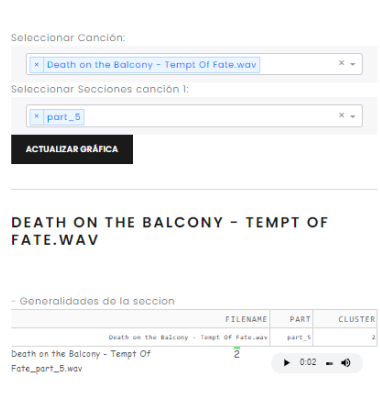 Seleccionar Canción:
× Death on the Balcony - Tempt Of Fate.wav ×
Seleccionar Secciones canción 1:
× part_5 ×
ACTUALIZAR GRÁFICA
DEATH ON THE BALCONY - TEMPT OF
FATE.WAV
- Generalidades de la seccion
FILENAME PART CLUSTER
Death on the Balcony - Tempt Of Fate.wav part_5 2
Death on the Balcony - Tempt Of 2
Fate_part_5.wav 0:02